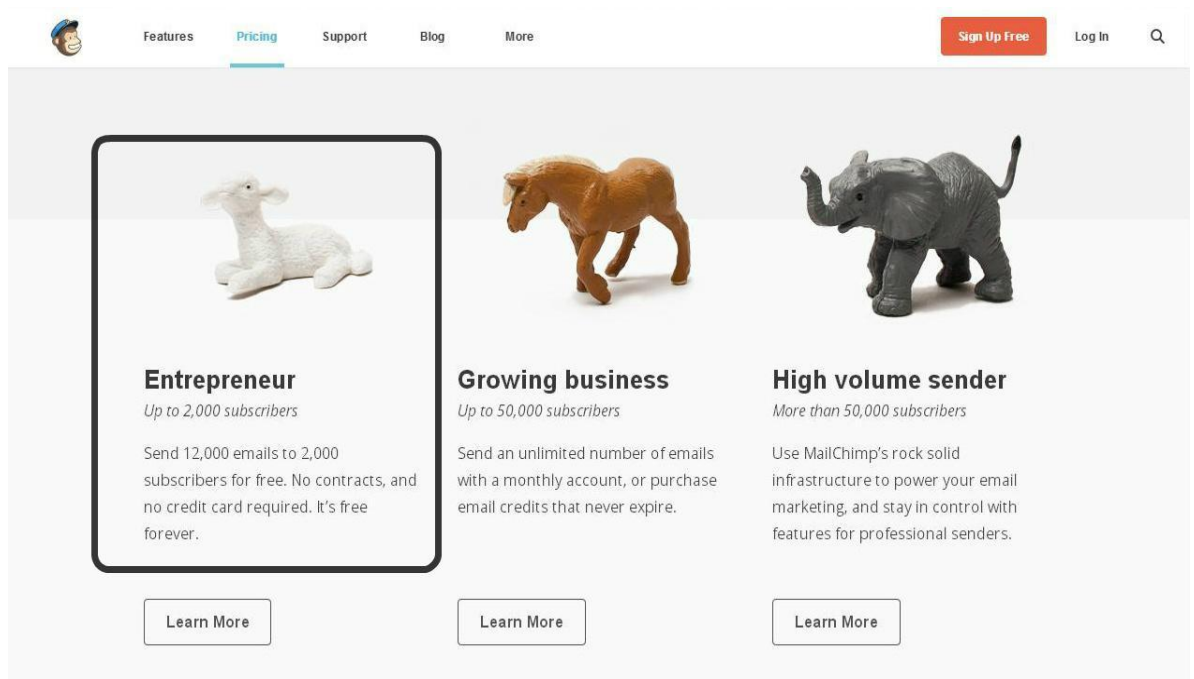 Features
Pricing
Support
Blog
More
Sign Up Free
Log In
Entrepreneur
Up to 2,000 subscribers
Send 12,000 emails to 2,000
subscribers for free. No contracts, and
no credit card required. It’s free
forever.
Learn More
Growing business
Up to 50,000 subscribers
Send an unlimited number of emails
with a monthly account, or purchase
email credits that never expire.
Learn More
High volume sender
More than 50,000 subscribers
Use MailChimp’s rock solid
infrastructure to power your email
marketing, and stay in control with
features for professional senders.
Learn More